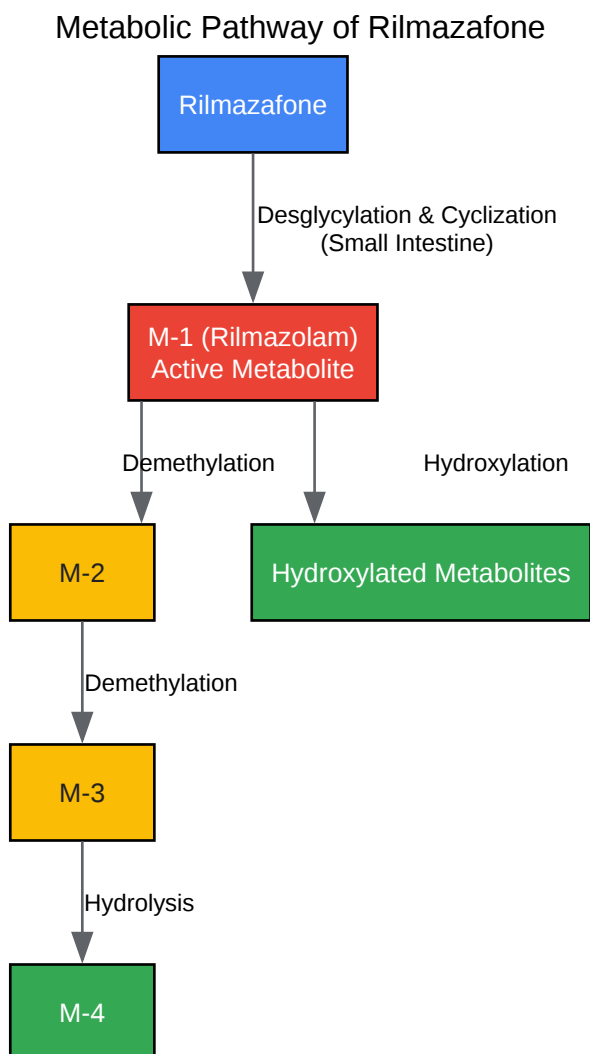 Metabolic Pathway of Rilmazafone
Rilmazafone
Desglycylation & Cyclization
(Small Intestine)
M-1 (Rilmazolam)
Active Metabolite
Demethylation
Hydroxylation
M-2
Hydroxylated Metabolites
Demethylation
M-3
Hydrolysis
M-4